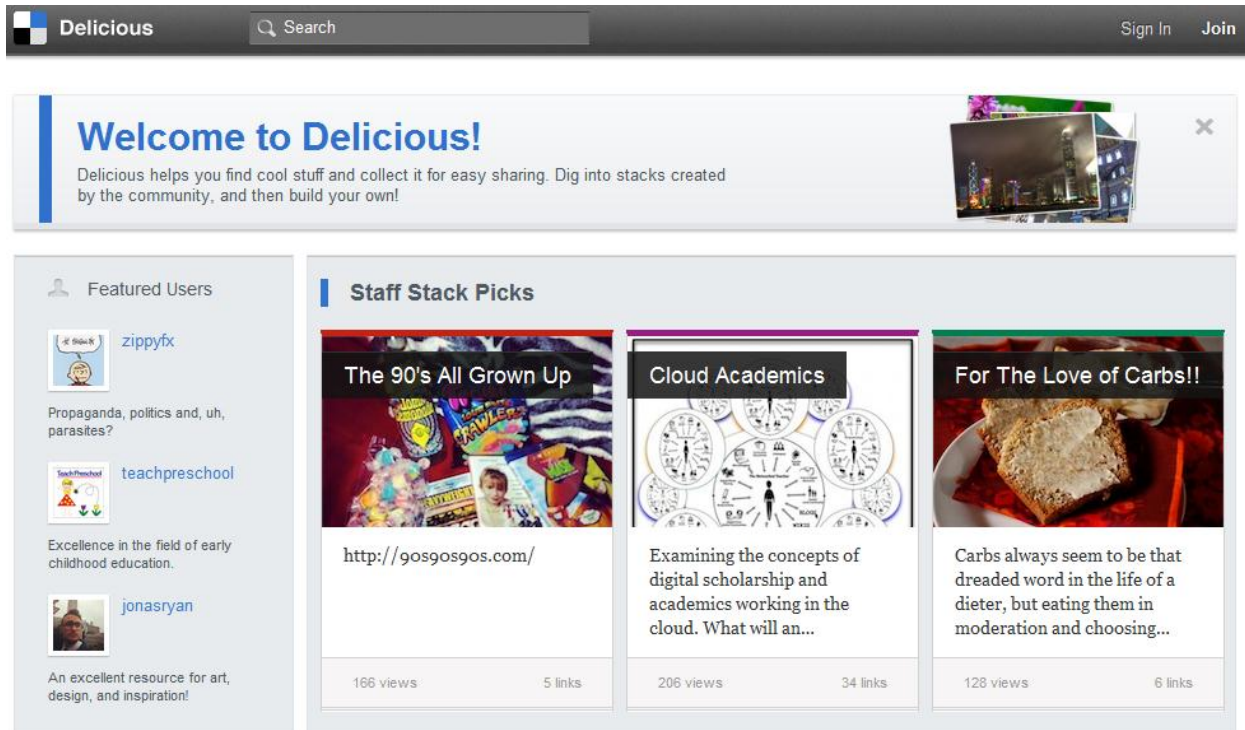 Delicious
Search
Sign In
Join
Welcome to Delicious!
Delicious helps you find cool stuff and collect it for easy sharing. Dig into stacks created
by the community, and then build your own!
Featured Users
zippyfx
Propaganda, politics and, uh,
parasites?
teachpreschool
Excellence in the field of early
childhood education.
jonasryan
An excellent resource for art,
design, and inspiration!
Staff Stack Picks
The 90's All Grown Up
http://90s90s90s.com/
166 views
5 links
Cloud Academics
Examining the concepts of
digital scholarship and
academics working in the
cloud. What will an...
206 views
34 links
For The Love of Carbs!!
Carbs always seem to be that
dreaded word in the life of a
dieter, but eating them in
moderation and choosing...
128 views
6 links